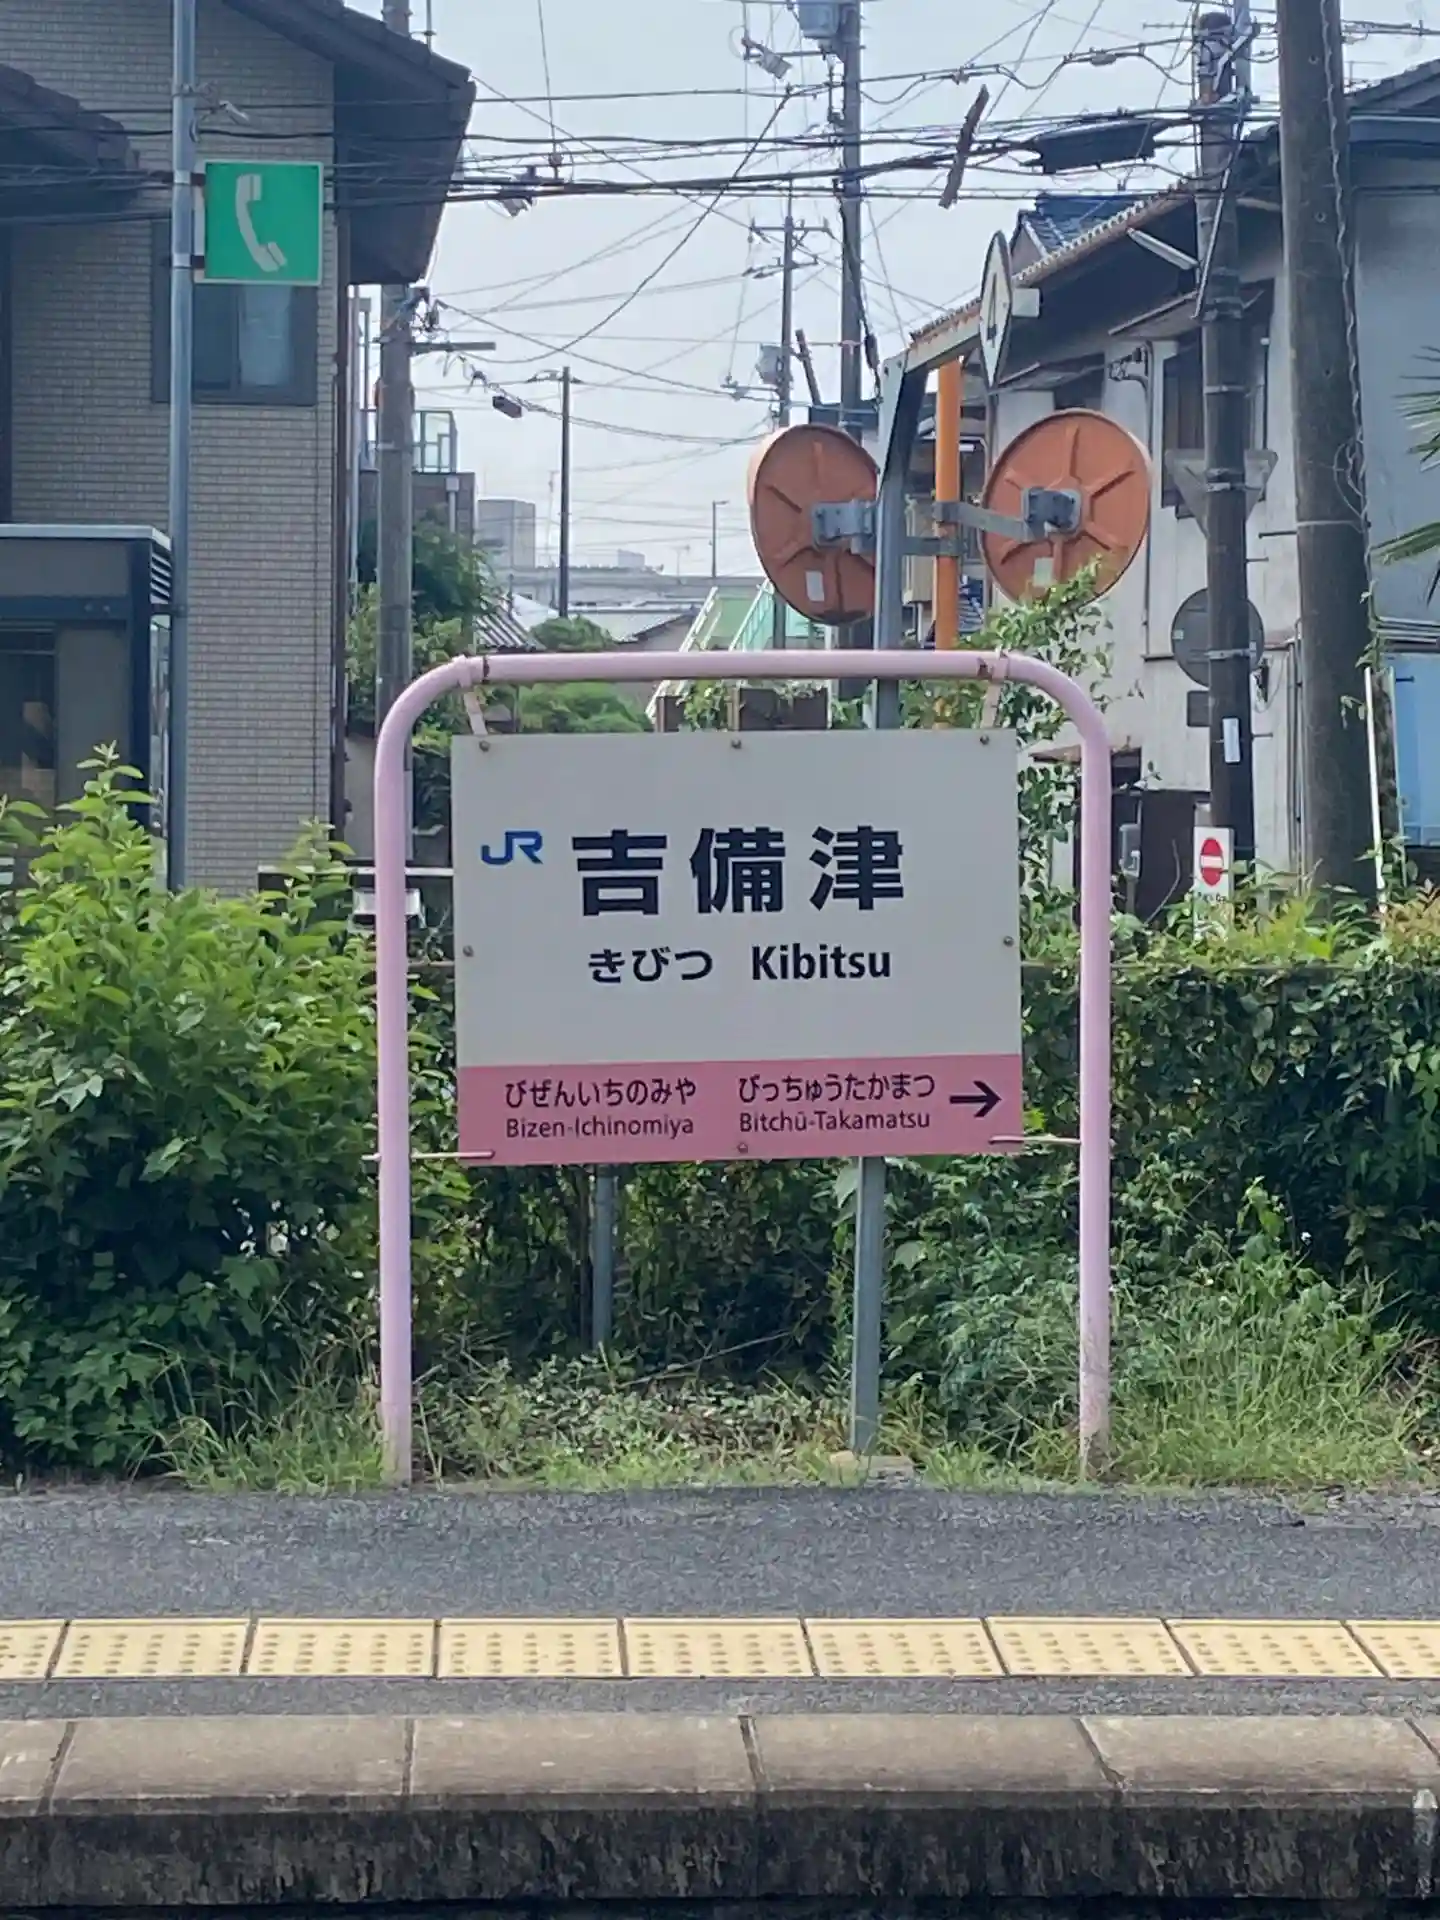 JR 吉備津
きびつ Kibitsu
びぜんいちのみや びっちゅうたかまつ →
Bizen-Ichinomiya Bitchū-Takamatsu